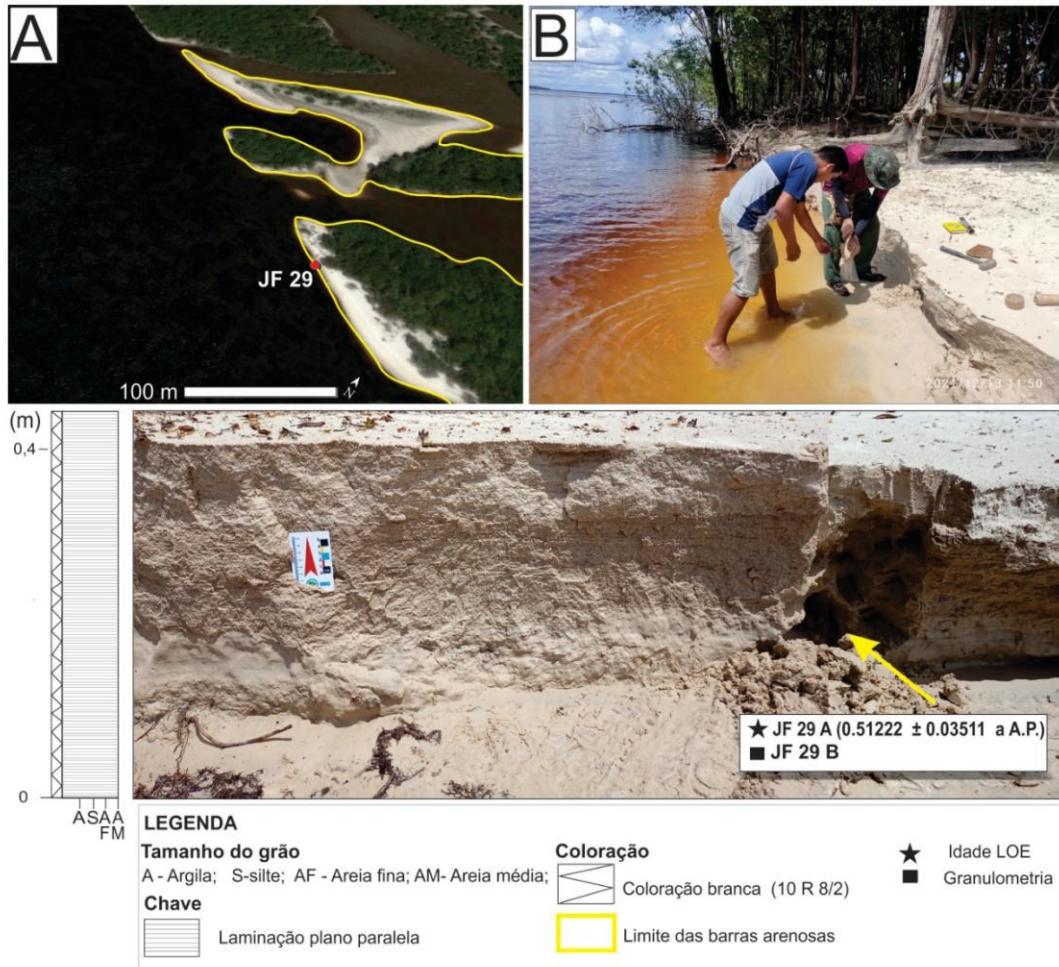 A
JF 29
100 m
N
B
2021/12/13 11:50
(m)
0,4
0
A S A A
F M
★ JF 29 A (0.51222 ± 0.03511 a A.P.)
■ JF 29 B
LEGENDA
Tamanho do grão
A - Argila; S-silte; AF - Areia fina; AM- Areia média;
Chave
Laminação plano paralela
Coloração
Coloração branca (10 R 8/2)
Limite das barras arenosas
★ Idade LOE
■ Granulometria